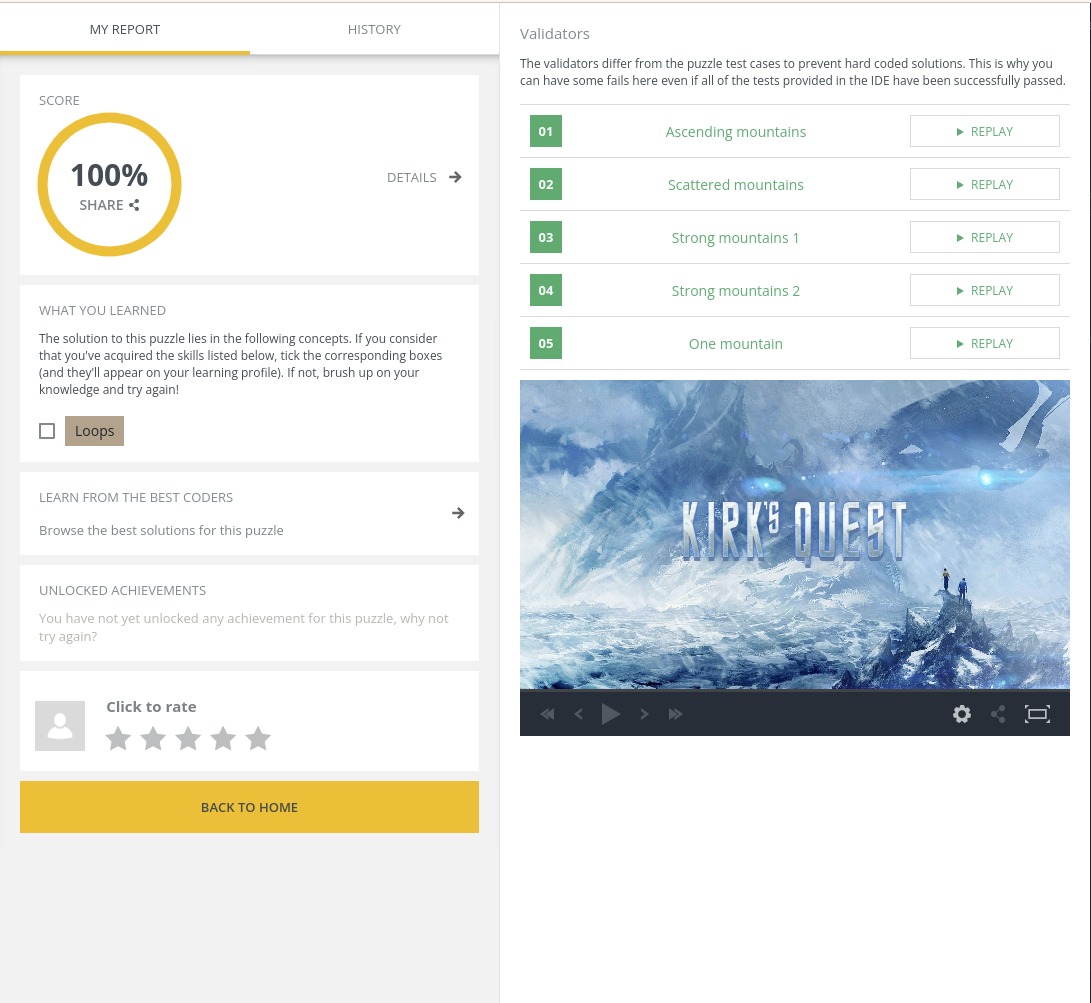 MY REPORT
HISTORY
SCORE
100%
SHARE
DETAILS
WHAT YOU LEARNED
The solution to this puzzle lies in the following concepts. If you consider
that you've acquired the skills listed below, tick the corresponding boxes
(and they'll appear on your learning profile). If not, brush up on your
knowledge and try again!
Loops
LEARN FROM THE BEST CODERS
Browse the best solutions for this puzzle
UNLOCKED ACHIEVEMENTS
You have not yet unlocked any achievement for this puzzle, why not
try again?
Click to rate
BACK TO HOME
Validators
The validators differ from the puzzle test cases to prevent hard coded solutions. This is why you
can have some fails here even if all of the tests provided in the IDE have been successfully passed.
01 Ascending mountains REPLAY
02 Scattered mountains REPLAY
03 Strong mountains 1 REPLAY
04 Strong mountains 2 REPLAY
05 One mountain REPLAY
KIRK'S QUEST